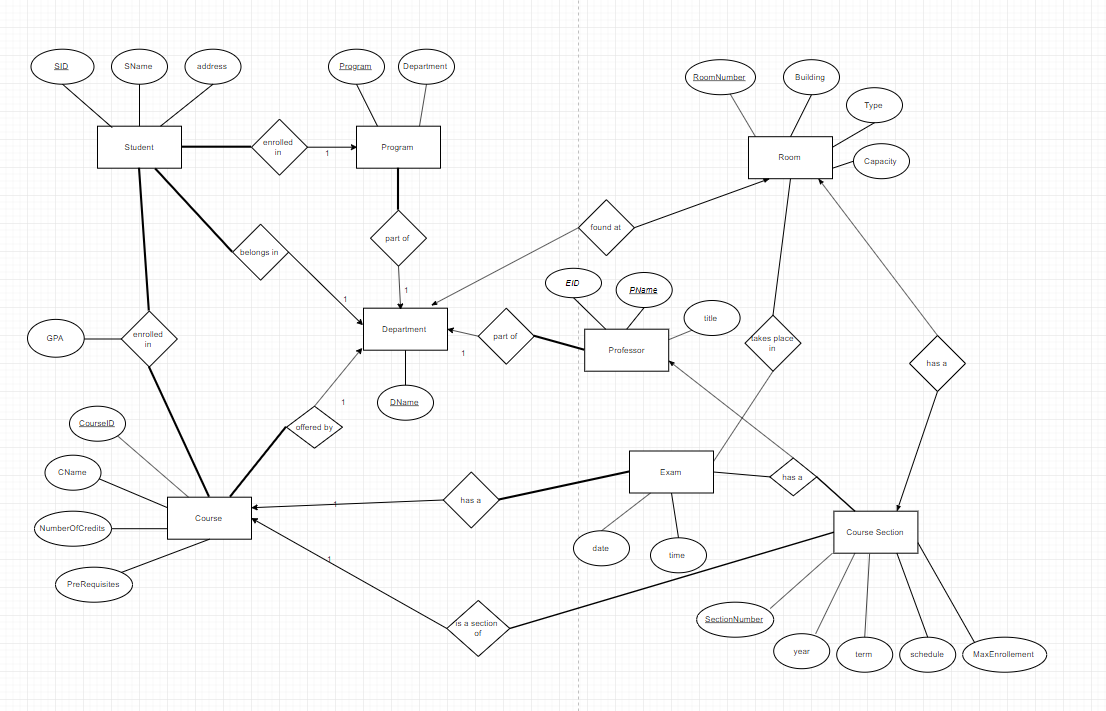 SID
SName
address
Program
Department
RoomNumber
Building
Type
Capacity
Student
enrolled
in
1
Program
Room
part of
found at
belongs in
1
1
EID
PName
title
GPA
enrolled
in
Department
part of
1
Professor
takes place
in
has a
DName
1
CourseID
offered by
CName
Exam
has a
has a
1
NumberOfCredits
Course
Course Section
date
time
1
PreRequisites
is a section
of
SectionNumber
year
term
schedule
MaxEnrollement